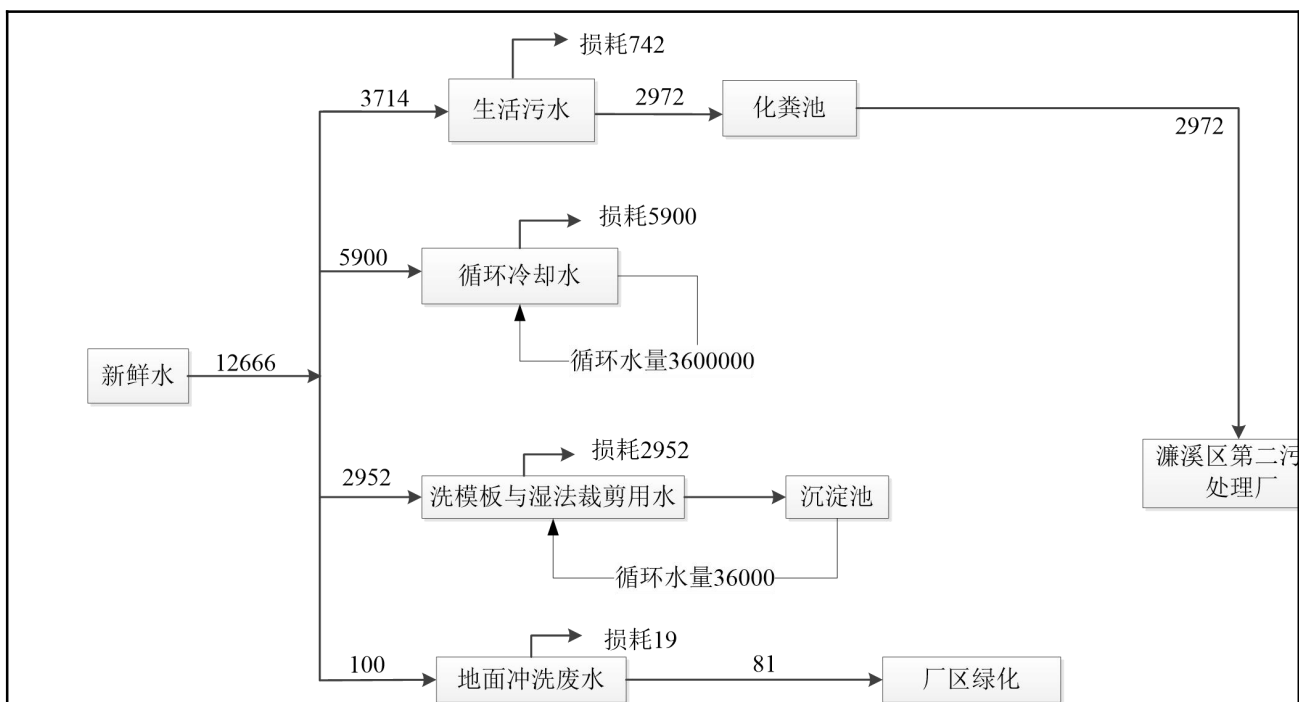 损耗742
3714
生活污水
2972
化粪池
2972
损耗5900
5900
循环冷却水
循环水量3600000
新鲜水
12666
损耗2952
2952
洗模板与湿法裁剪用水
沉淀池
循环水量36000
濂溪区第二污
处理厂
损耗19
100
地面冲洗废水
81
厂区绿化